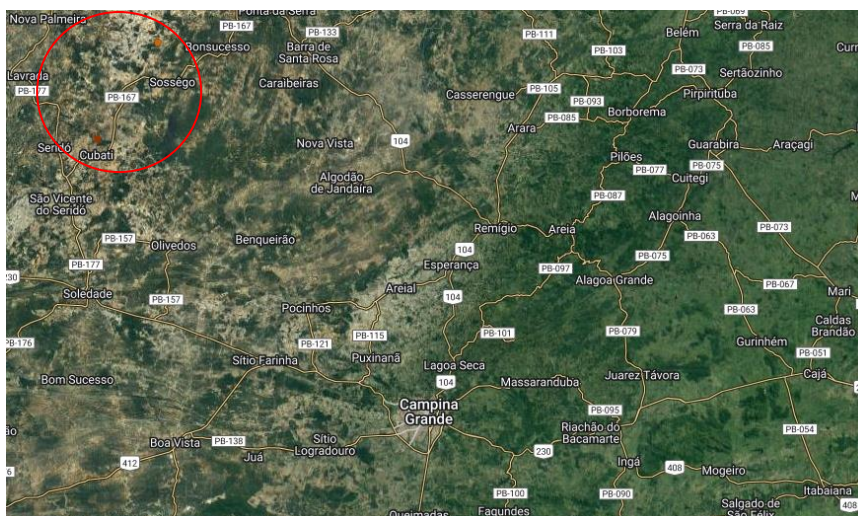 Nova Palmeira
Ponta da Serra
PB-069
Serra da Raiz
Belém
PB-133
PB-111
PB-167
Bonsucesso
Barra de
Santa Rosa
PB-103
PB-085
PB-073
Sertãozinho
Lavrada
PB-177
Sossêgo
Caraibeiras
Casserengue
PB-105
PB-093
Pirpirituba
PB-167
PB-085
Borborema
Arara
Nova Vista
104
Guarabira
Araçagi
Seridó
Cubati
Pilões
PB-077
PB-075
Cuitegi
Algodão
de Jandaíra
PB-087
São Vicente
do Seridó
Alagoinha
Remígio
Areia
PB-063
PB-073
PB-157
Olivedos
Benqueirão
104
PB-177
Esperança
PB-097
PB-075
230
Alagoa Grande
PB-067
Soledade
PB-157
Areial
104
Mari
Pocinhos
PB-063
Caldas
Brandão
PB-176
PB-121
PB-115
PB-101
PB-079
Gurinhém
PB-051
Sítio Farinha
Puxinanã
Lagoa Seca
Bom Sucesso
104
Massaranduba
Juarez Távora
Cajá
Campina
Grande
PB-095
Riachão do
Bacamarte
PB-054
Boa Vista
PB-138
Sítio
Logradouro
Juá
412
230
Ingá
408
Mogeiro
PB-100
PB-090
Itabaiana
Queimadas
Fagundes
Salgado de
São Félix
408